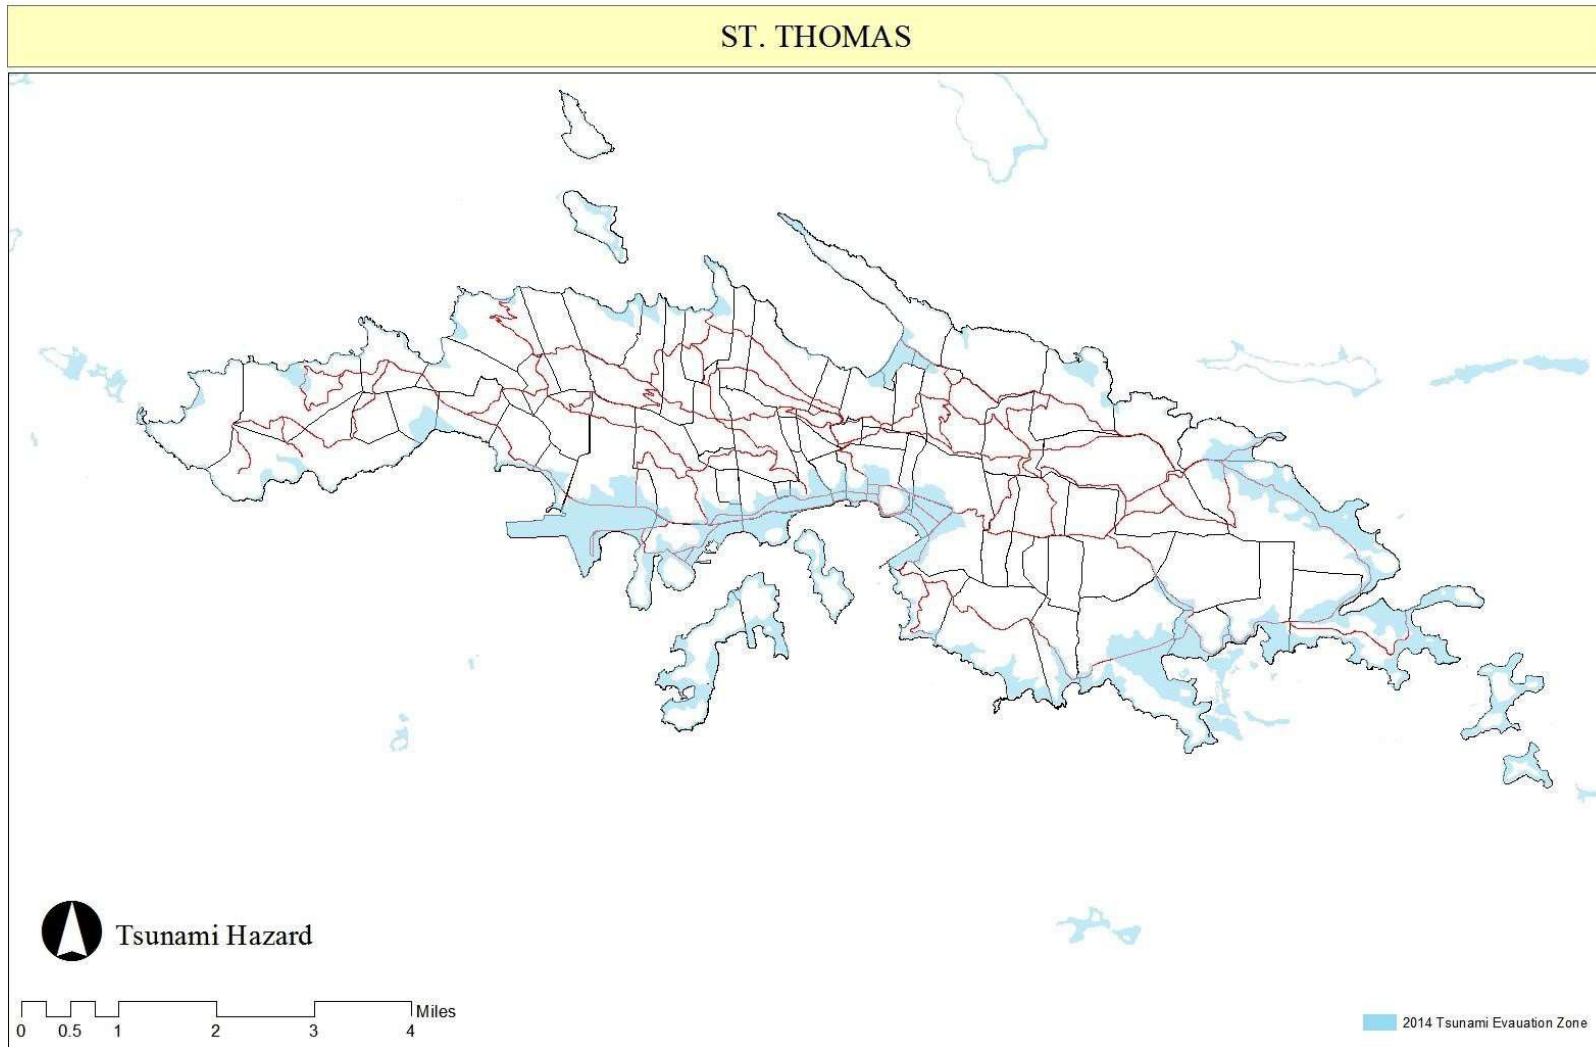 ST. THOMAS
Tsunami Hazard
Miles
0 0.5 1 2 3 4
2014 Tsunami Evauation Zone